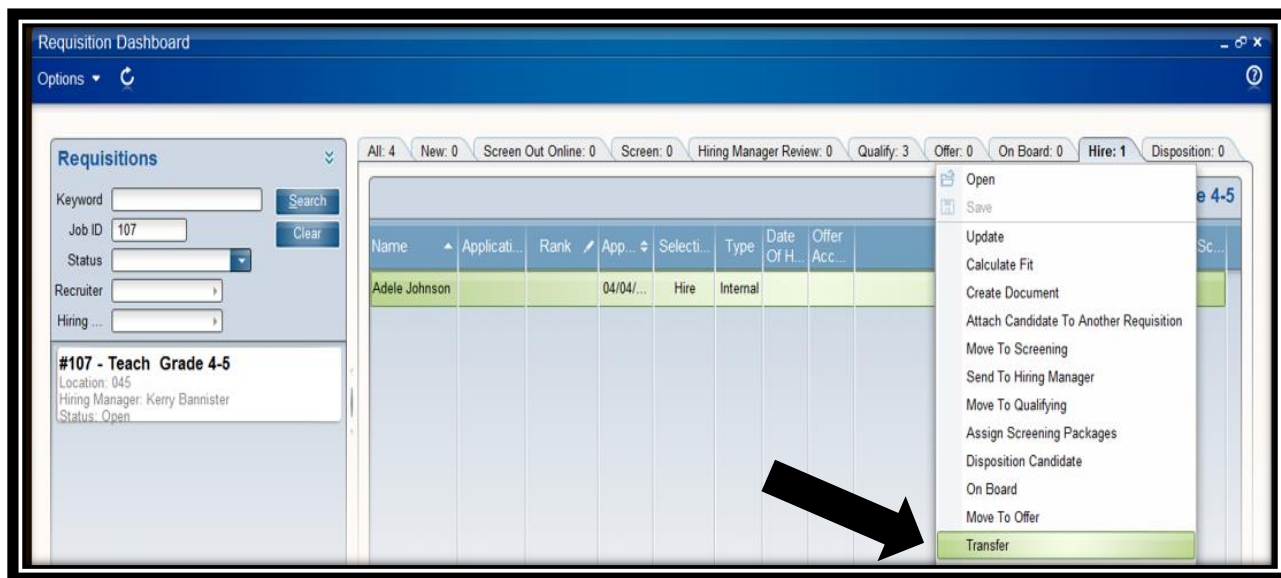 Requisition Dashboard
Options
All: 4 New: 0 Screen Out Online: 0 Screen: 0 Hiring Manager Review: 0 Qualify: 3 Offer: 0 On Board: 0 Hire: 1 Disposition: 0
Requisitions
Keyword Search
Job ID 107 Clear
Status
Recruiter
Hiring ...
#107 - Teach Grade 4-5
Location: 045
Hiring Manager: Kerry Bannister
Status: Open
e 4-5
Name Applicati... Rank App... Selecti... Type Date Of H... Offer Acc... Sc...
Adele Johnson 04/04/... Hire Internal
Open
Save
Update
Calculate Fit
Create Document
Attach Candidate To Another Requisition
Move To Screening
Send To Hiring Manager
Move To Qualifying
Assign Screening Packages
Disposition Candidate
On Board
Move To Offer
Transfer